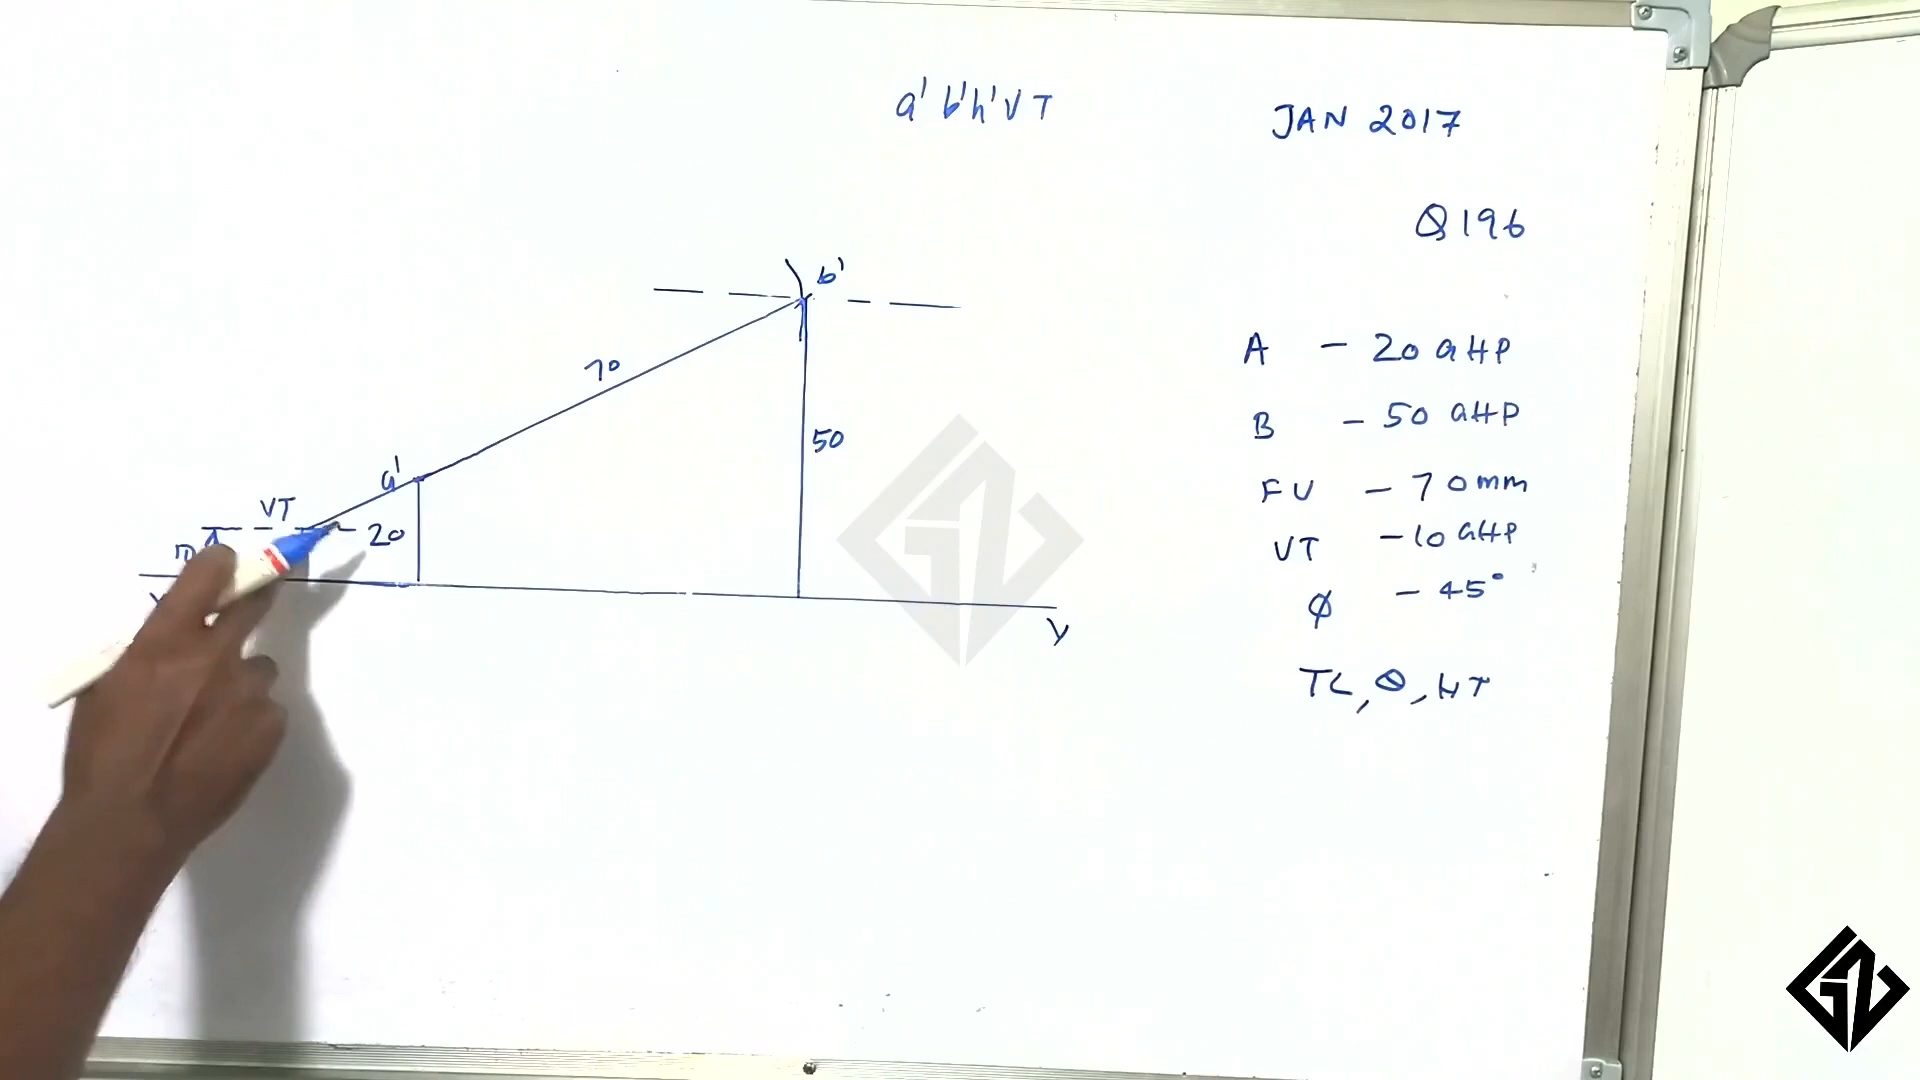 a' b' h' VT
JAN 2017
Q196
b'
70
A - 20 aHP
B - 50 aHP
50
a'
FV - 70mm
VT
20
VT - 10 aHP
ϕ - 45°
Y
TL, θ, HT